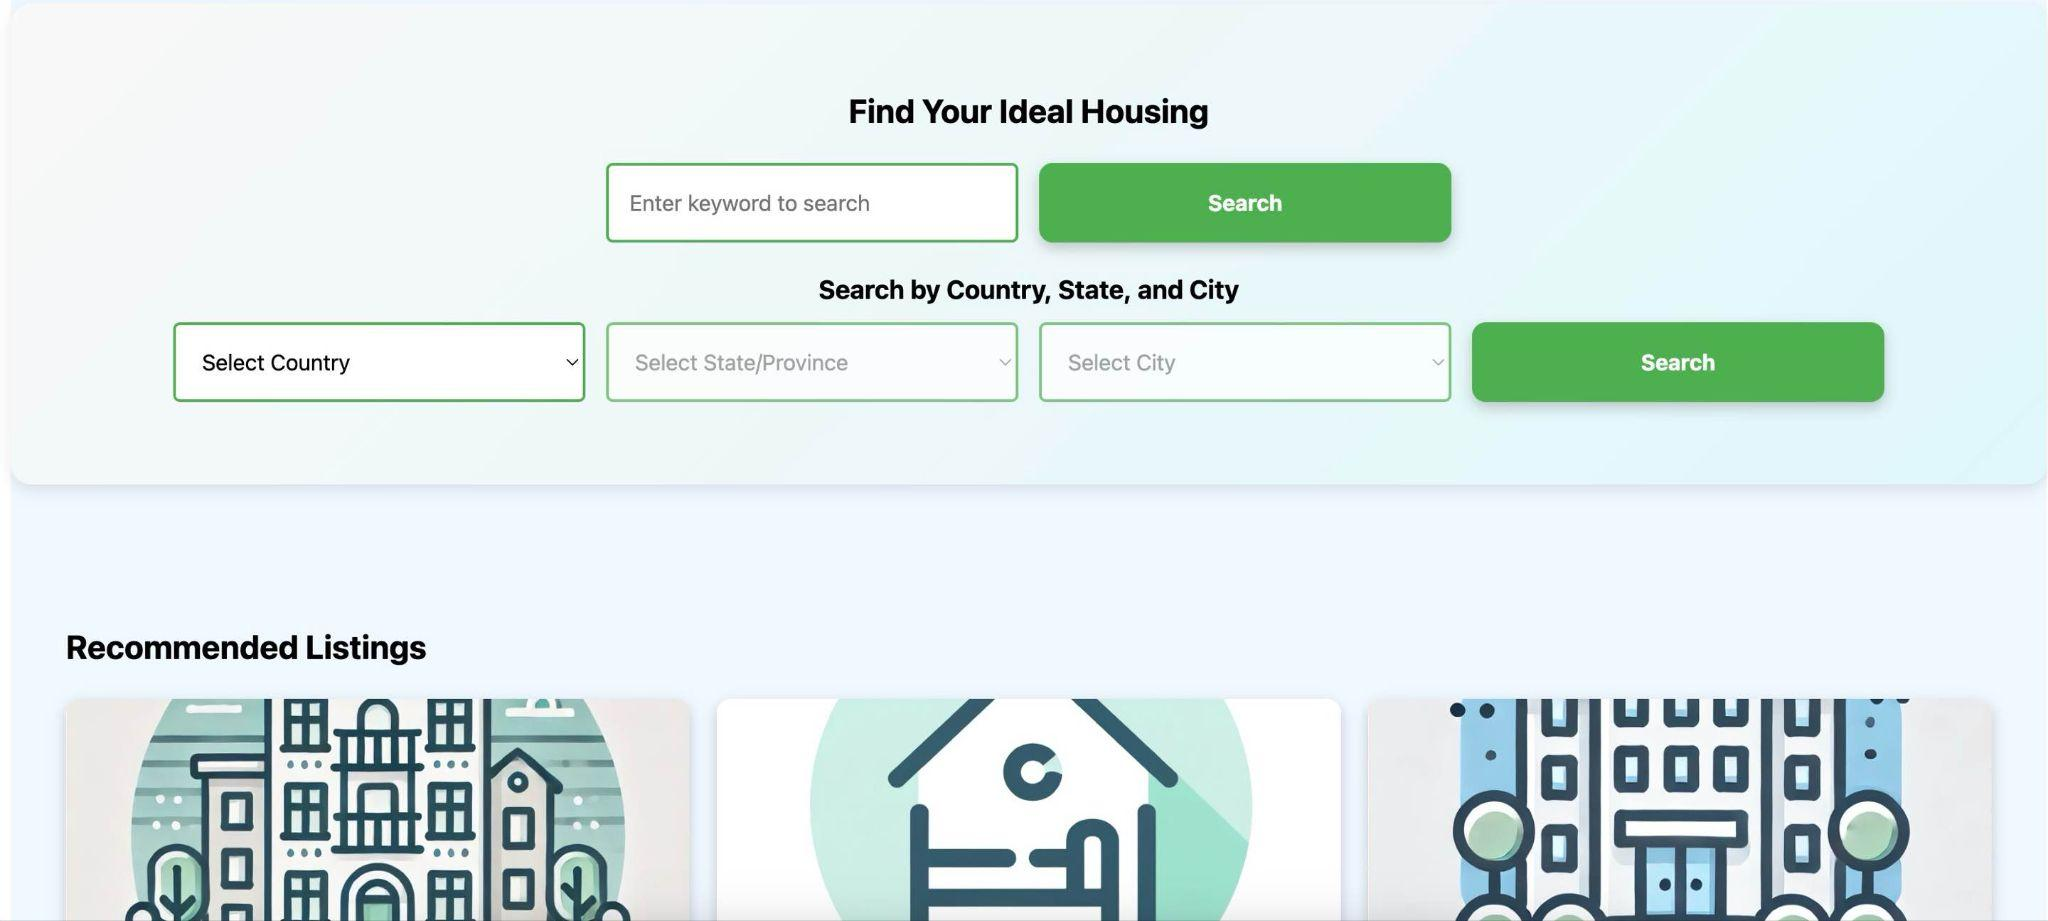 Find Your Ideal Housing
Enter keyword to search
Search
Search by Country, State, and City
Select Country
Select State/Province
Select City
Search
Recommended Listings